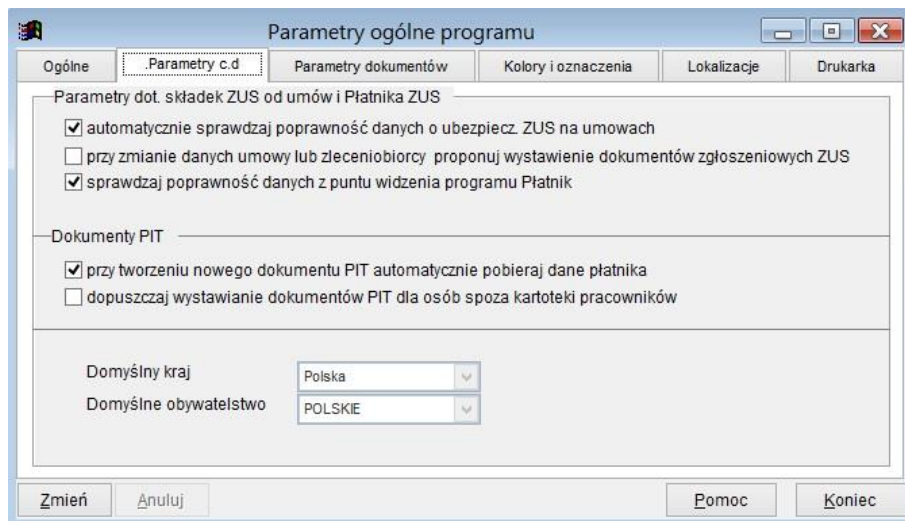 Parametry ogólne programu
Ogólne
.Parametry c.d
Parametry dokumentów
Kolory i oznaczenia
Lokalizacje
Drukarka
Parametry dot. składek ZUS od umów i Płatnika ZUS
automatycznie sprawdzaj poprawność danych o ubezpiecz. ZUS na umowach
przy zmianie danych umowy lub zleceniobiorcy proponuj wystawienie dokumentów zgłoszeniowych ZUS
sprawdzaj poprawność danych z puntu widzenia programu Płatnik
Dokumenty PIT
przy tworzeniu nowego dokumentu PIT automatycznie pobieraj dane płatnika
dopuszczaj wystawianie dokumentów PIT dla osób spoza kartoteki pracowników
Domyślny kraj Polska
Domyślne obywatelstwo POLSKIE
Zmień
Anuluj
Pomoc
Koniec